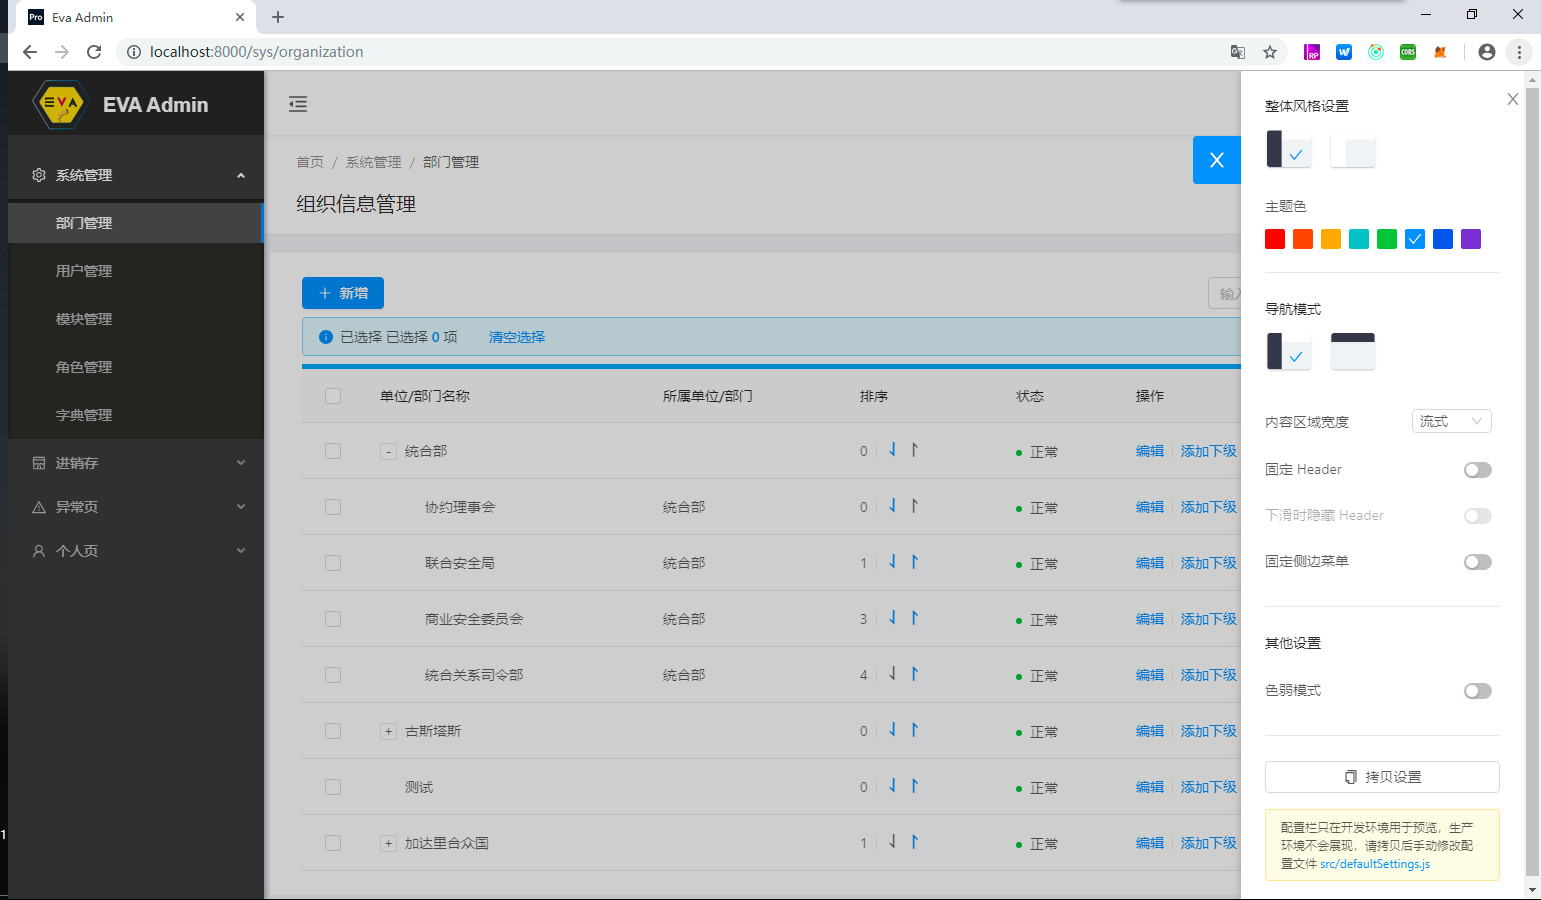 Pro Eva Admin
localhost:8000/sys/organization
EVA
EVA Admin
系统管理
部门管理
用户管理
模块管理
角色管理
字典管理
进销存
异常页
个人页
首页 / 系统管理 / 部门管理
组织信息管理
新增
输入
已选择 已选择 0 项 清空选择
单位/部门名称 所属单位/部门 排序 状态 操作
- 统合部 0 正常 编辑 添加下级
协约理事会 统合部 0 正常 编辑 添加下级
联合安全局 统合部 1 正常 编辑 添加下级
商业安全委员会 统合部 3 正常 编辑 添加下级
统合关系司令部 统合部 4 正常 编辑 添加下级
+ 古斯塔斯 0 正常 编辑 添加下级
测试 0 正常 编辑 添加下级
+ 加达里合众国 1 正常 编辑 添加下级
整体风格设置
主题色
导航模式
内容区域宽度 流式
固定 Header
下滑时隐藏 Header
固定侧边菜单
其他设置
色弱模式
拷贝设置
配置栏只在开发环境用于预览，生产
环境不会展现，请拷贝后手动修改配
置文件 src/defaultSettings.js
RP
W
CORS
1